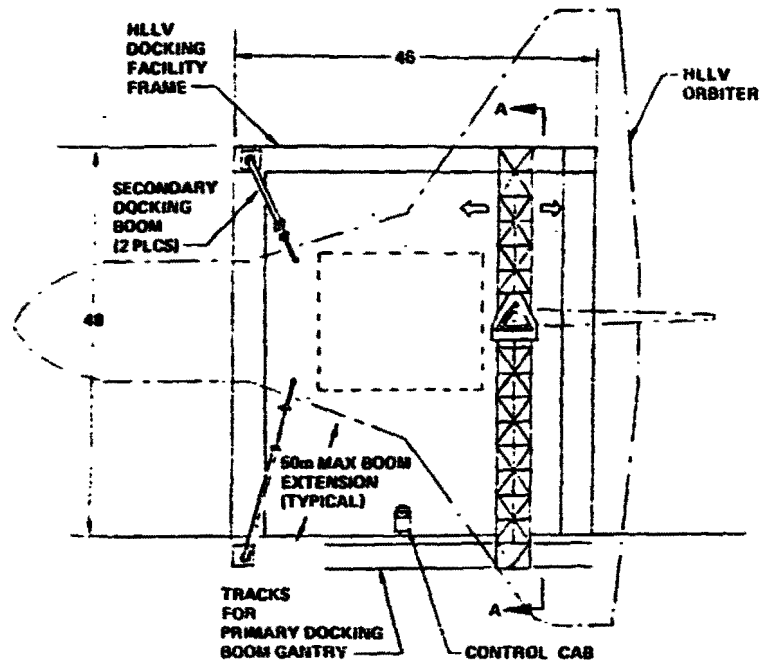 HLLV
DOCKING
FACILITY
FRAME
46
HLLV
ORBITER
A
SECONDARY
DOCKING
BOOM
(2 PLCS)
48
50m MAX BOOM
EXTENSION
(TYPICAL)
A
TRACKS
FOR
PRIMARY DOCKING
BOOM GANTRY
CONTROL CAB